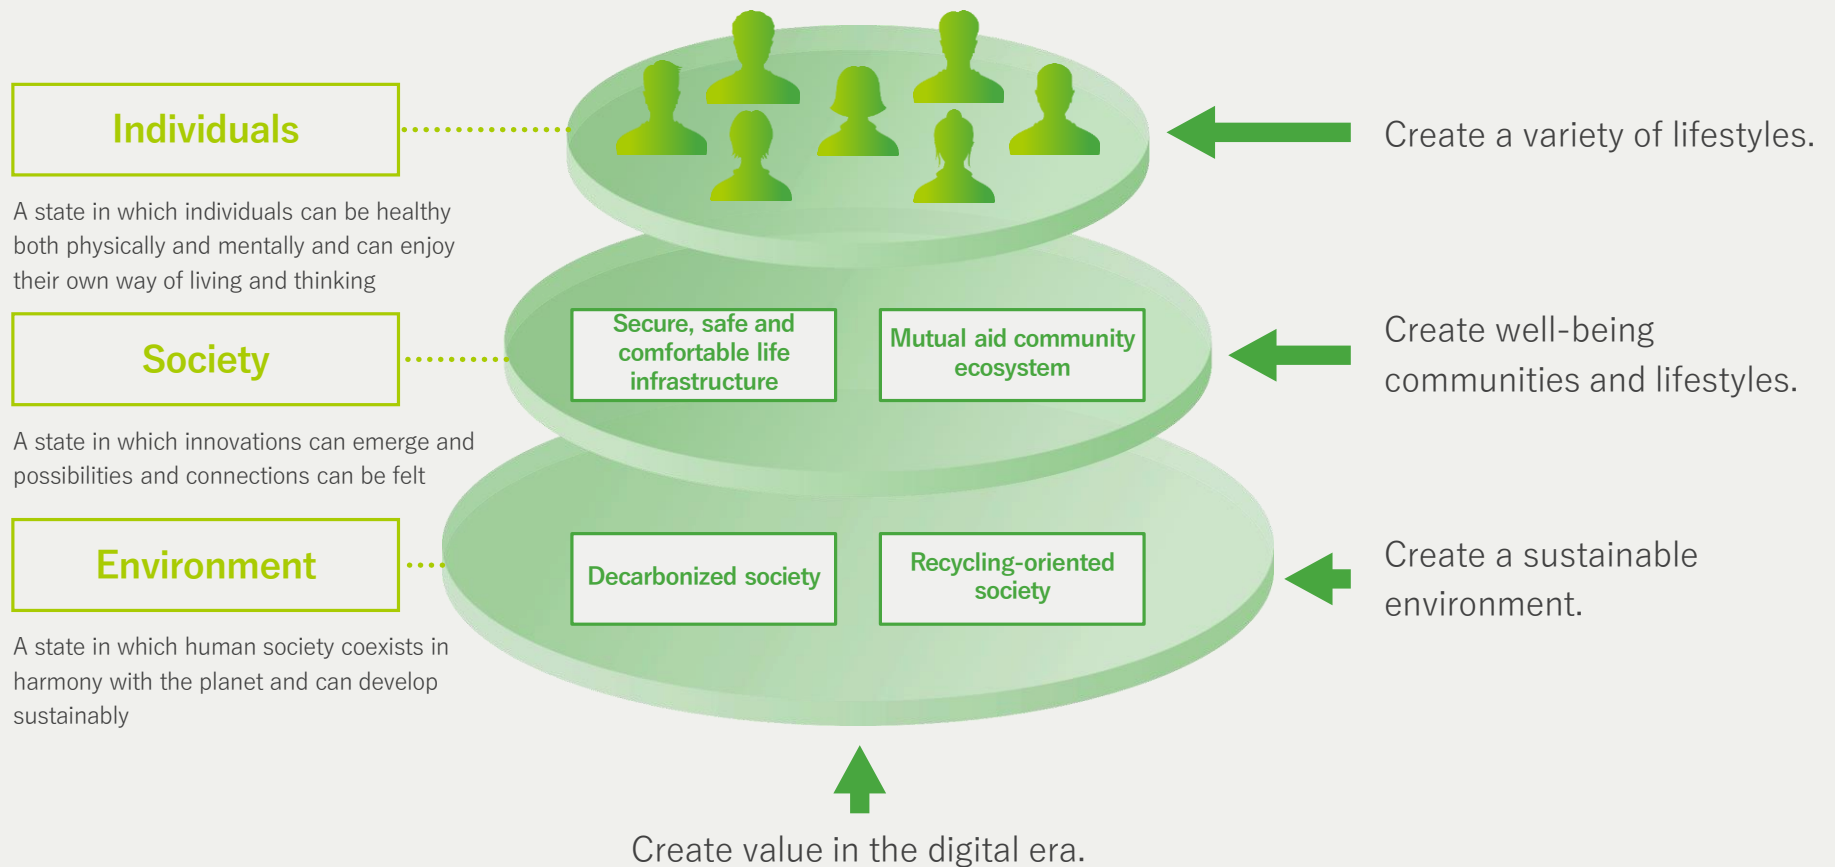 Individuals
A state in which individuals can be healthy
both physically and mentally and can enjoy
their own way of living and thinking
Create a variety of lifestyles.
Society
A state in which innovations can emerge and
possibilities and connections can be felt
Secure, safe and
comfortable life
infrastructure
Mutual aid community
ecosystem
Create well-being
communities and lifestyles.
Environment
A state in which human society coexists in
harmony with the planet and can develop
sustainably
Decarbonized society
Recycling-oriented
society
Create a sustainable
environment.
Create value in the digital era.